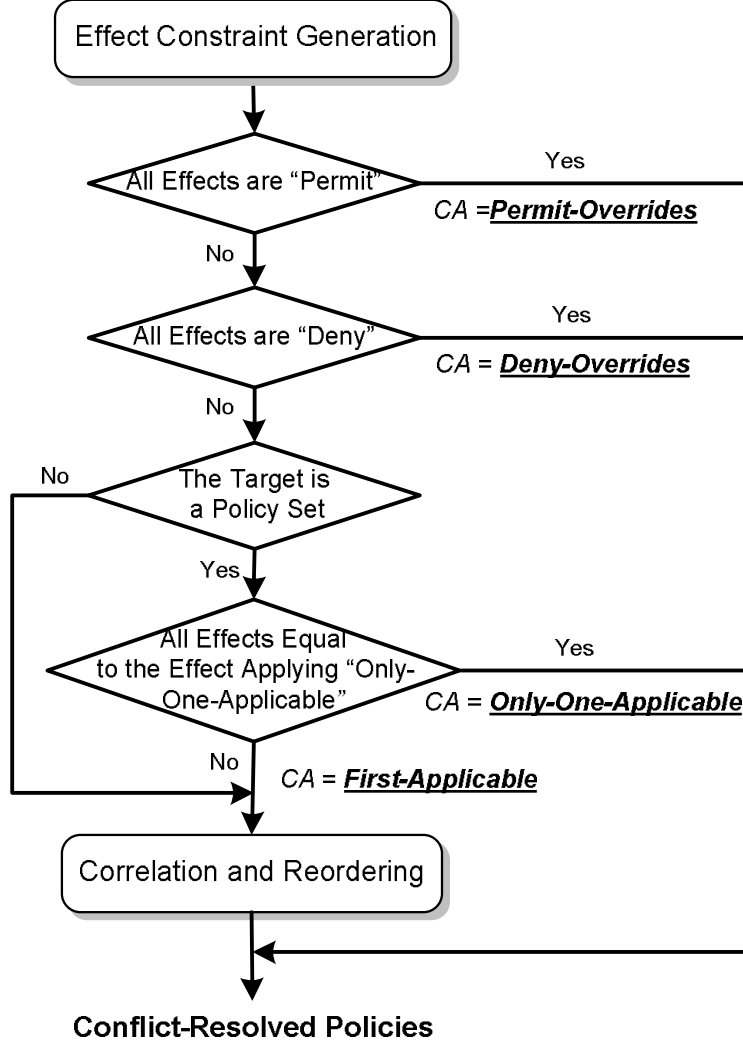 Effect Constraint Generation
All Effects are “Permit”
Yes
CA =Permit-Overrides
No
All Effects are “Deny”
Yes
CA = Deny-Overrides
No
The Target is
a Policy Set
No
Yes
All Effects Equal
to the Effect Applying “Only-
One-Applicable”
Yes
CA = Only-One-Applicable
No
CA = First-Applicable
Correlation and Reordering
Conflict-Resolved Policies